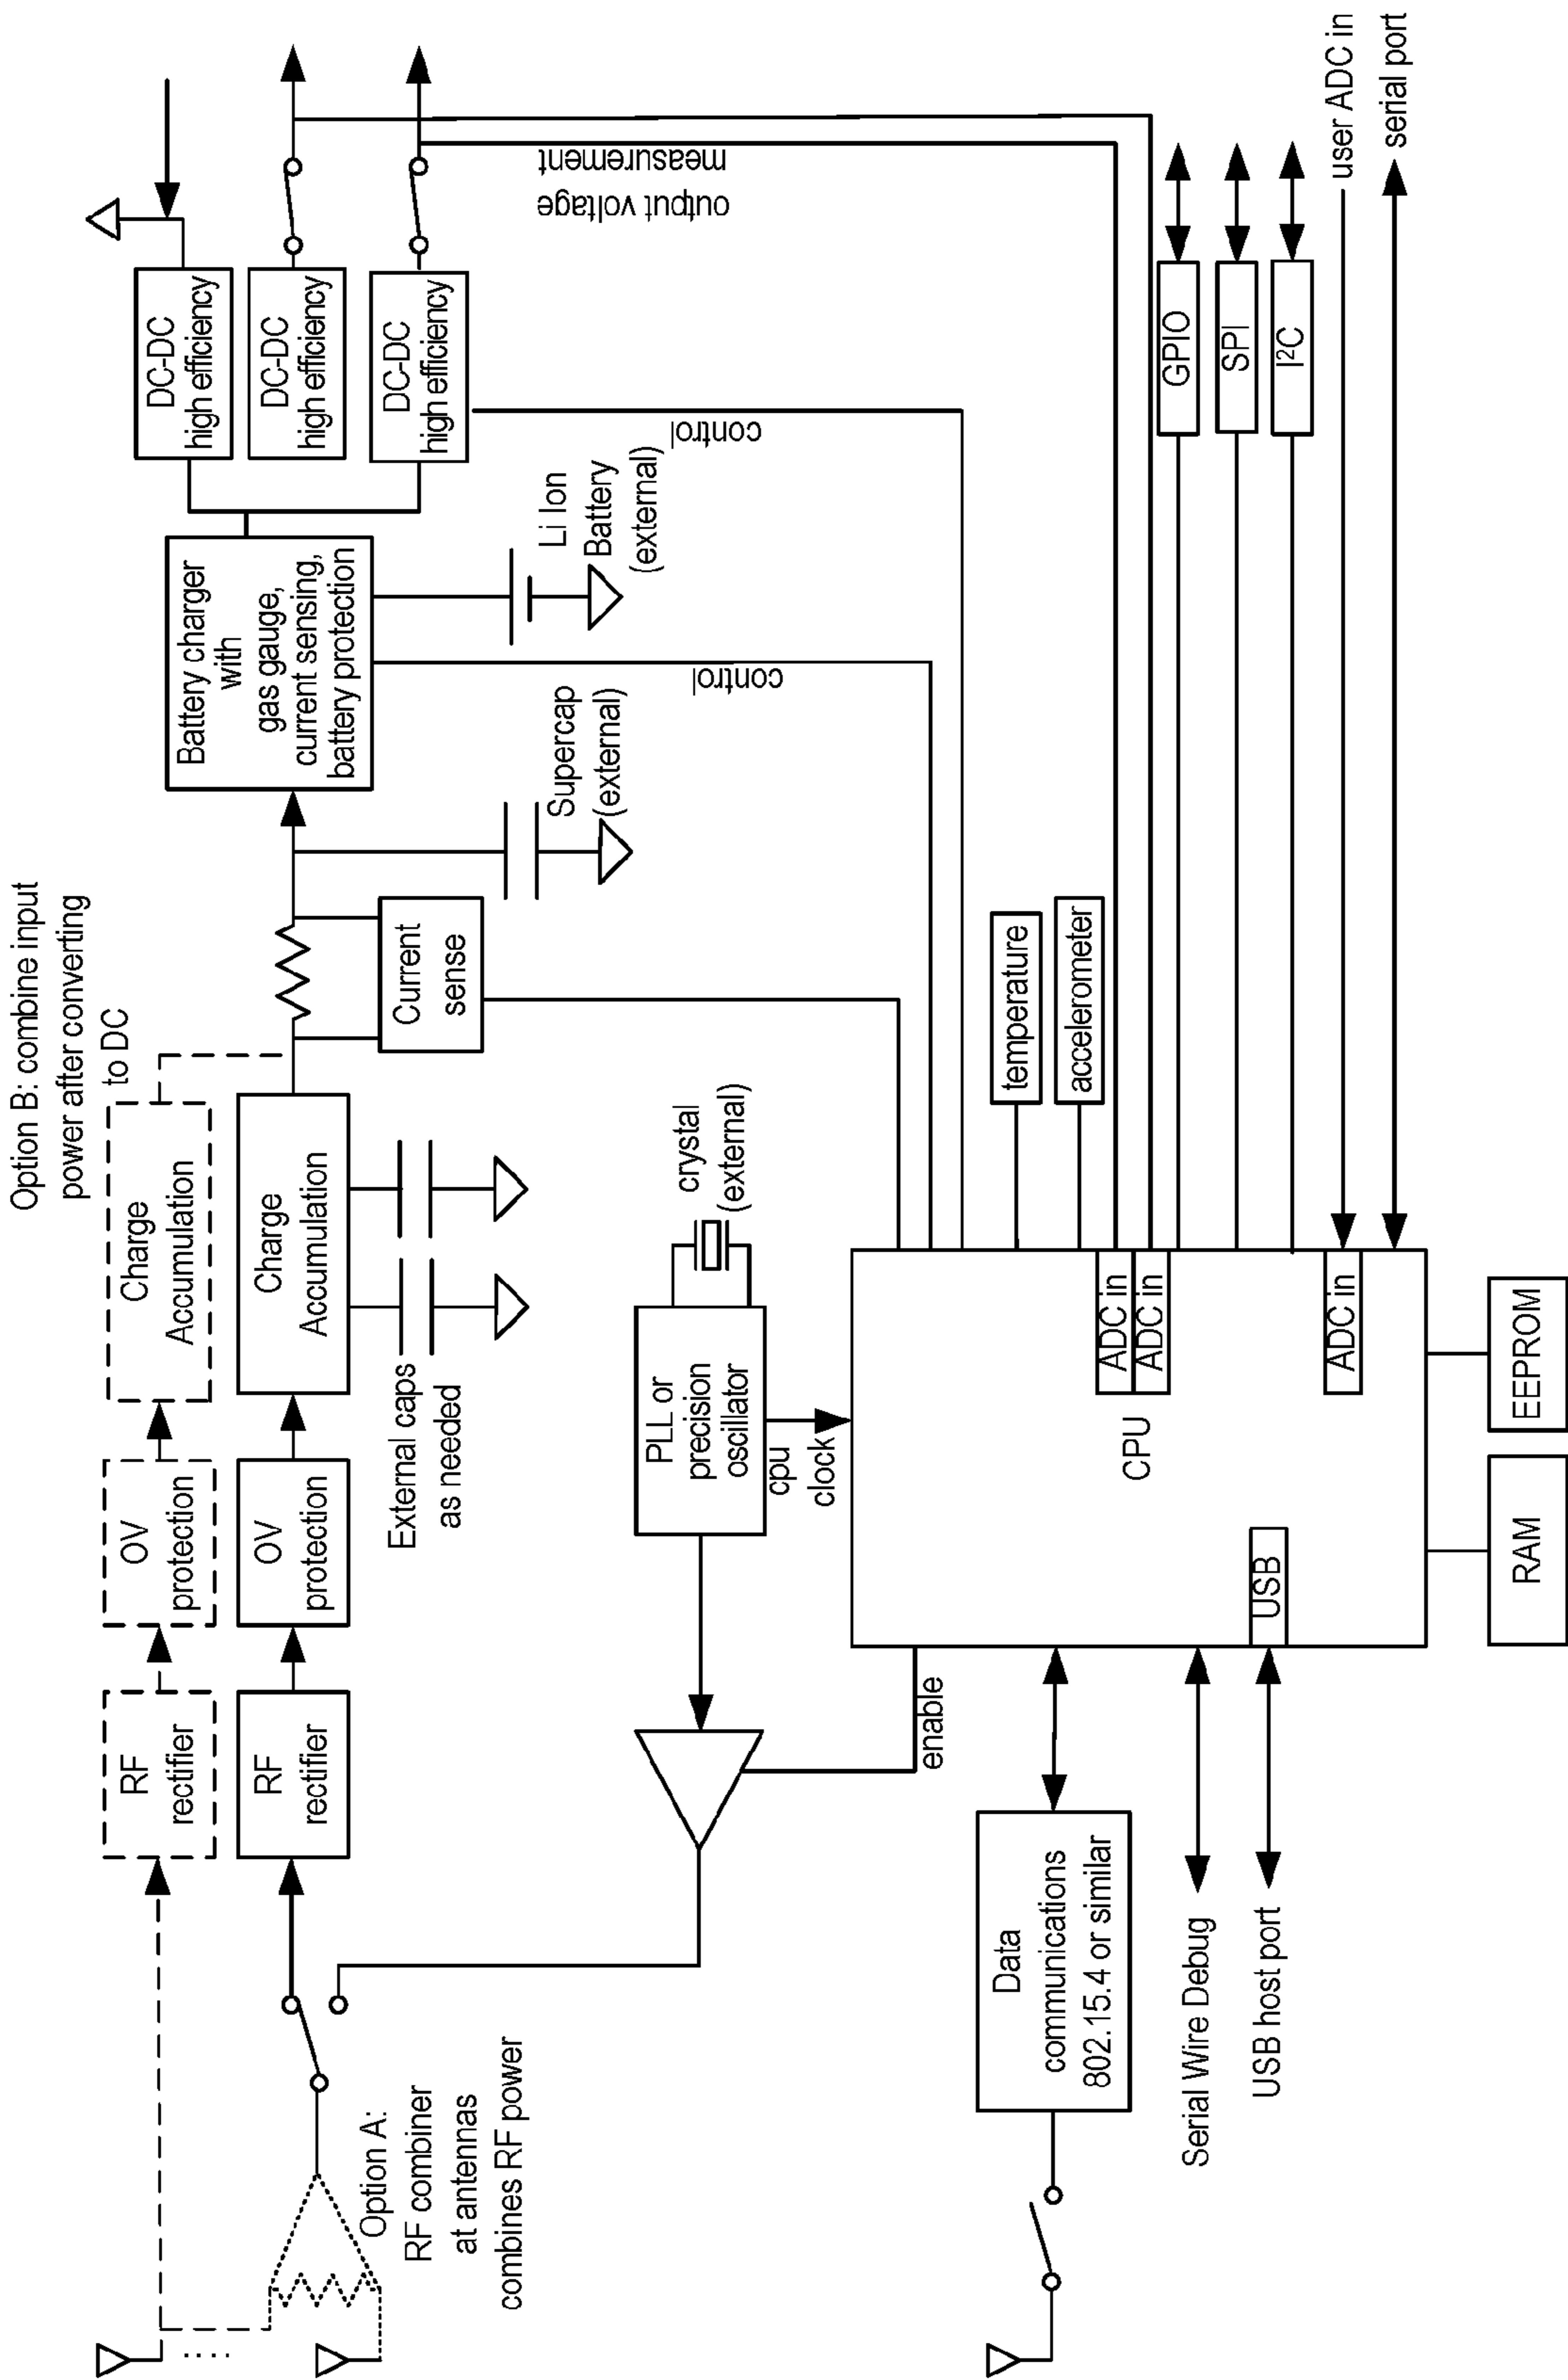 Option B: combine input
power after converting
to DC
RF
rectifier
OV
protection
Charge
Accumulation
RF
rectifier
OV
protection
Charge
Accumulation
External caps
as needed
Current
sense
Supercap
(external)
Battery charger
with
gas gauge,
current sensing,
battery protection
Li Ion
Battery
(external)
DC-DC
high efficiency
DC-DC
high efficiency
DC-DC
high efficiency
control
control
output voltage
measurement
Option A:
RF combiner
at antennas
combines RF power
PLL or
precision
oscillator
crystal
(external)
cpu
clock
enable
temperature
accelerometer
ADC in
ADC in
ADC in
CPU
USB
GPIO
SPI
I²C
user ADC in
serial port
Data
communications
802.15.4 or similar
Serial Wire Debug
USB host port
RAM
EEPROM